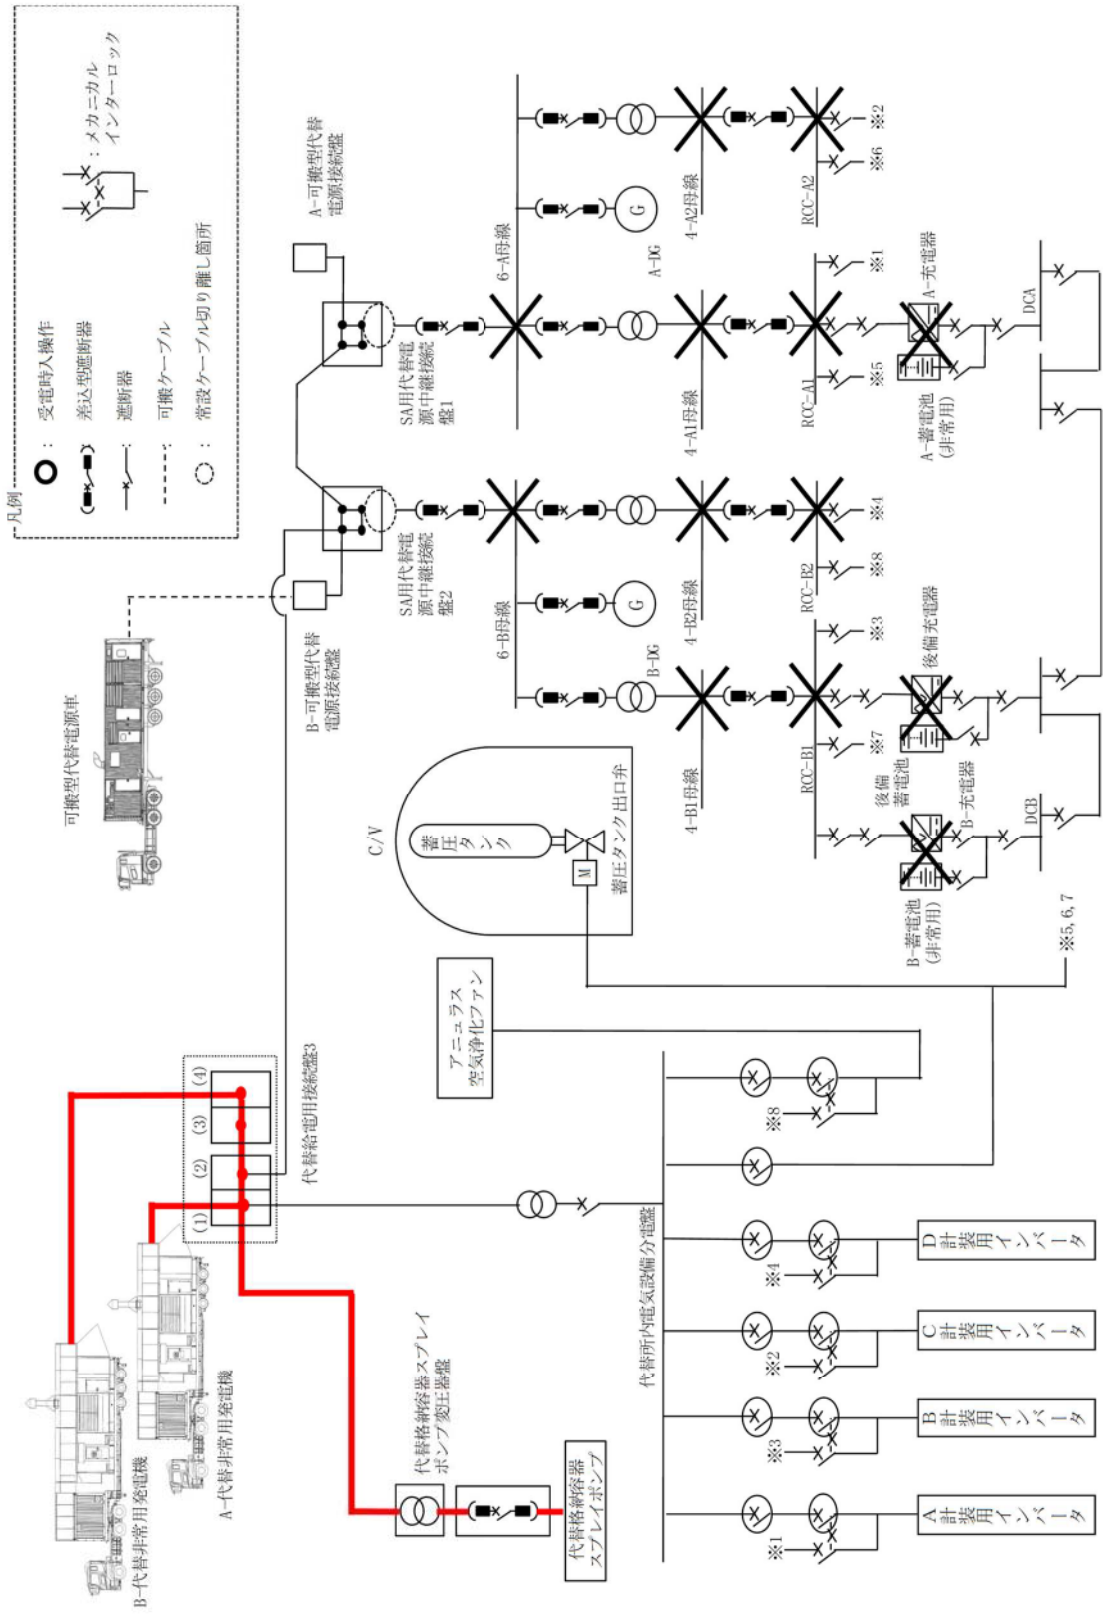 凡例
：受電時入操作
：差込型遮断器
：遮断器
：可搬ケーブル
：常設ケーブル切り離し箇所
：メカニカル
インターロック
可搬型代替電源車
B-代替非常用発電機
A-代替非常用発電機
(1)
(2)
(3)
(4)
代替給電用接続盤3
B-可搬型代替
電源接続盤
A-可搬型代替
電源接続盤
SA用代替電
源中継接続
盤2
SA用代替電
源中継接続
盤1
6-B母線
6-A母線
G
B-DG
G
A-DG
4-B1母線
4-B2母線
4-A1母線
4-A2母線
RCC-B1
RCC-B2
RCC-A1
RCC-A2
※7
※3
※8
※4
※5
※1
※6
※2
B-蓄電池
(非常用)
B-充電器
後備
蓄電池
後備充電器
A-蓄電池
(非常用)
A-充電器
DCB
DCA
C/V
蓄圧
タンク
M
蓄圧タンク出口弁
※5,6,7
アニュラス
空気浄化ファン
代替格納容器スプレイ
ポンプ変圧器盤
代替格納容器
スプレイポンプ
代替所内電気設備分電盤
※1
※3
※2
※4
※8
A
計装用インバータ
B
計装用インバータ
C
計装用インバータ
D
計装用インバータ